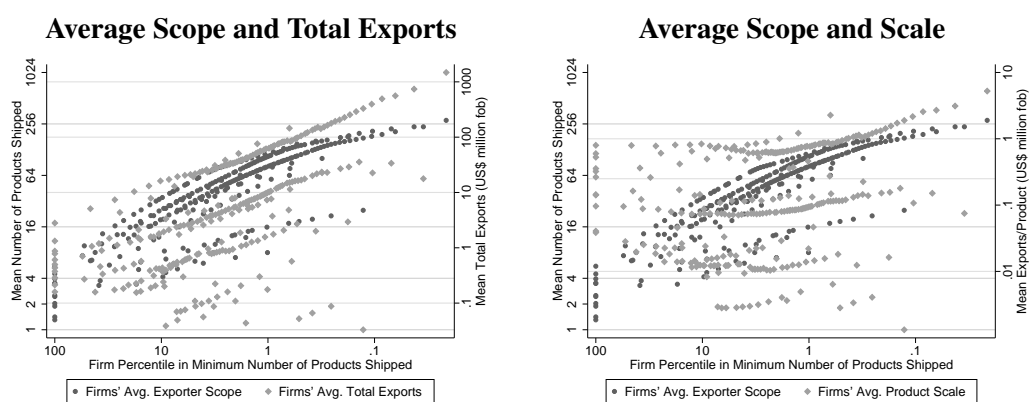 Average Scope and Total Exports
Mean Number of Products Shipped
1 2 4 16 64 256 1024
Mean Total Exports (US$ million fob)
.1 1 10 100 1000
100 10 1 .1
Firm Percentile in Minimum Number of Products Shipped
Firms' Avg. Exporter Scope Firms' Avg. Total Exports
Average Scope and Scale
Mean Number of Products Shipped
1 2 4 16 64 256 1024
Mean Exports/Product (US$ million fob)
.01 .1 1 10
100 10 1 .1
Firm Percentile in Minimum Number of Products Shipped
Firms' Avg. Exporter Scope Firms' Avg. Product Scale